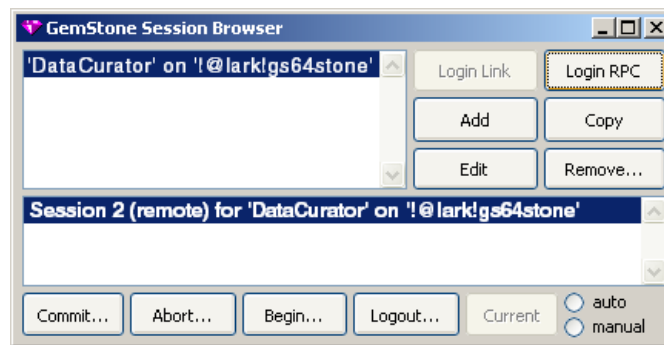 GemStone Session Browser
'DataCurator' on '!@lark!gs64stone'
Login Link
Login RPC
Add
Copy
Edit
Remove...
Session 2 (remote) for 'DataCurator' on '!@lark!gs64stone'
Commit...
Abort...
Begin...
Logout...
Current
auto
manual